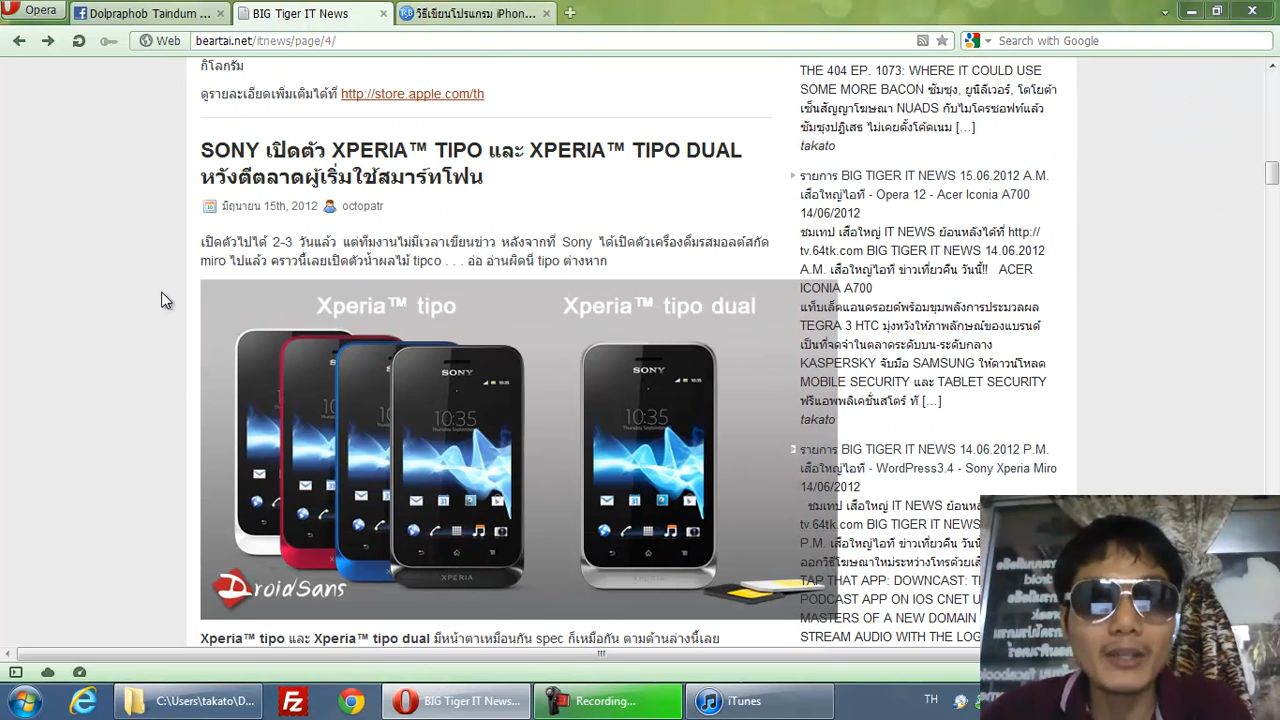 Opera
Dolpraphob Taindum ...
BIG Tiger IT News
วิธีเขียนโปรแกรม iPhon...
Web
beartai.net/itnews/page/4/
Search with Google
กิโลกรัม
ดูรายละเอียดเพิ่มเติมได้ที่ http://store.apple.com/th
SONY เปิดตัว XPERIA™ TIPO และ XPERIA™ TIPO DUAL
หวังตีตลาดผู้เริ่มใช้สมาร์ทโฟน
มิถุนายน 15th, 2012 octopatr
เปิดตัวไปได้ 2-3 วันแล้ว แต่ทีมงานไม่มีเวลาเขียนข่าว หลังจากที่ Sony ได้เปิดตัวเครื่องดื่มรสมอลต์สกัด
miro ไปแล้ว คราวนี้เลยเปิดตัวน้ำผลไม้ tipco . . . อ่อ อ่านผิดนี่ tipo ต่างหาก
Xperia™ tipo
Xperia™ tipo dual
SONY
SONY
10:35
10:35
XPERIA
DroidSans
Xperia™ tipo และ Xperia™ tipo dual มีหน้าตาเหมือนกัน spec ก็เหมือกัน ตามด้านล่างนี้เลย
THE 404 EP. 1073: WHERE IT COULD USE
SOME MORE BACON ซัมซุง, ยูนิลีเวอร์, โตโยต้า
เซ็นสัญญาโฆษณา NUADS กับไมโครซอฟท์แล้ว
ซัมซุงปฏิเสธ ไม่เคยตั้งโค้ดเนม […]
takato
รายการ BIG TIGER IT NEWS 15.06.2012 A.M.
เสือใหญ่ไอที - Opera 12 - Acer Iconia A700
14/06/2012
ชมเทป เสือใหญ่ IT NEWS ย้อนหลังได้ที่ http://
tv.64tk.com BIG TIGER IT NEWS 14.06.2012
A.M. เสือใหญ่ไอที ข่าวเที่ยวคืน วันนี้!! ACER
ICONIA A700
แท็บเล็ตแอนดรอยด์พร้อมขุมพลังการประมวลผล
TEGRA 3 HTC มุ่งหวังให้ภาพลักษณ์ของแบรนด์
เป็นที่จดจำในตลาดระดับบน-ระดับกลาง
KASPERSKY จับมือ SAMSUNG ให้ดาวน์โหลด
MOBILE SECURITY และ TABLET SECURITY
ฟรีแอพพลิเคชั่นสโตร์ ทั […]
takato
รายการ BIG TIGER IT NEWS 14.06.2012 P.M.
เสือใหญ่ไอที - WordPress3.4 - Sony Xperia Miro
14/06/2012
ชมเทป เสือใหญ่ IT NEWS ย้อนหลั
tv.64tk.com BIG TIGER IT NEWS
P.M. เสือใหญ่ไอที ข่าวเที่ยวคืน วันนี้
ออกวิธีโฆษณาใหม่ระหว่างโทรด้วยเ
TAP THAT APP: DOWNCAST: T
PODCAST APP ON IOS CNET U
MASTERS OF A NEW DOMAIN
STREAM AUDIO WITH THE LOG
C:\Users\takato\D...
BIG Tiger IT News...
Recording...
iTunes
TH